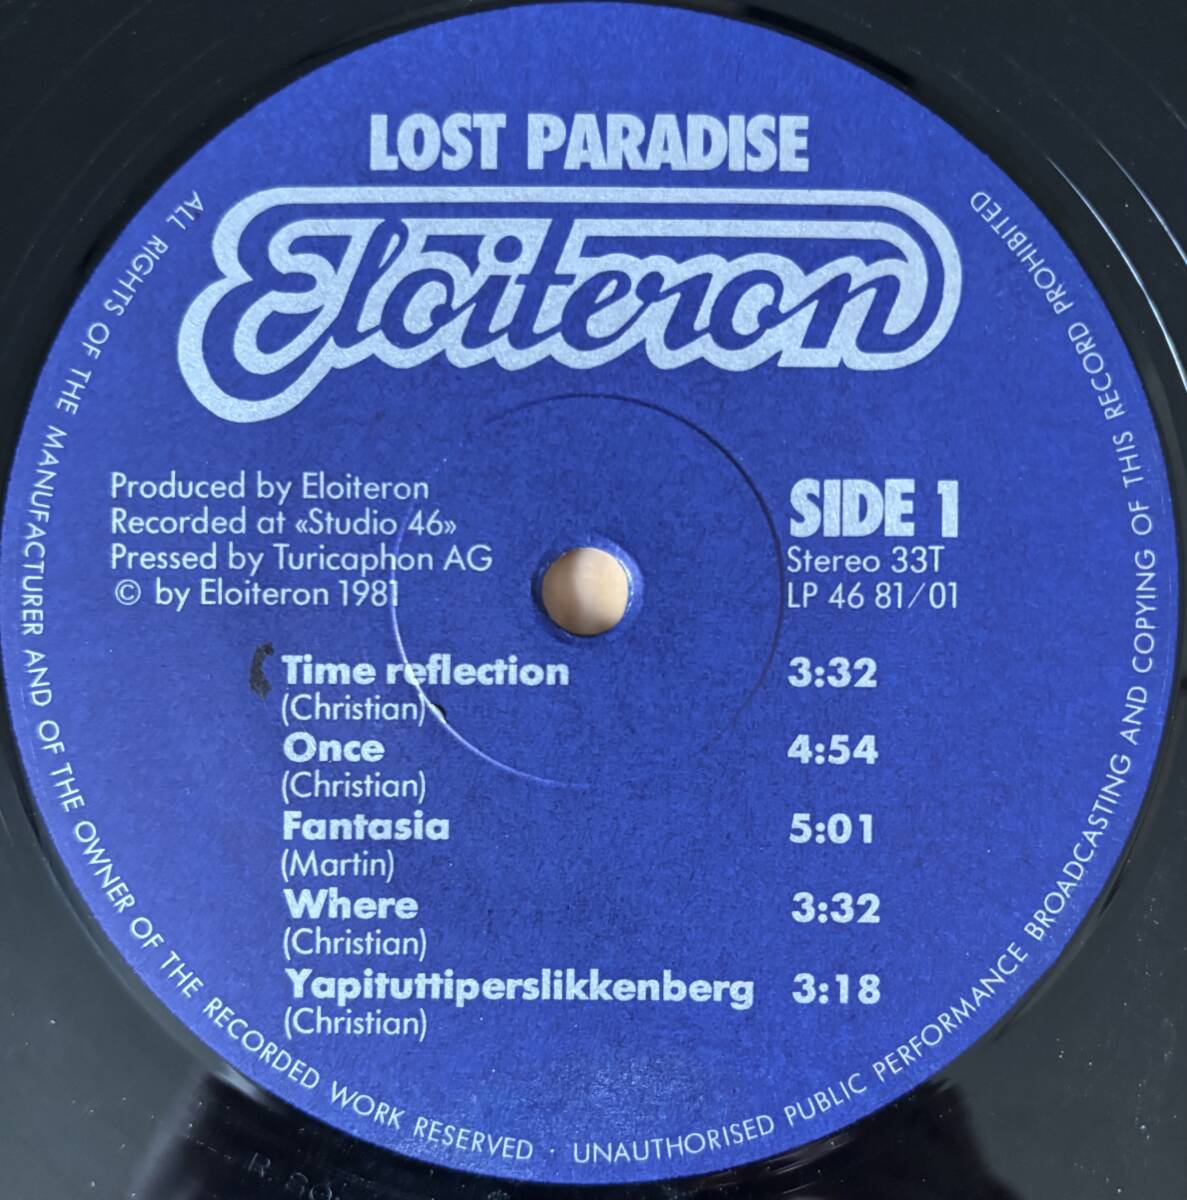 LOST PARADISE
Eloiteron
Produced by Eloiteron
Recorded at «Studio 46»
Pressed by Turicaphon AG
© by Eloiteron 1981
SIDE 1
Stereo 33T
LP 46 81/01
Time reflection 3:32
(Christian)
Once 4:54
(Christian)
Fantasia 5:01
(Martin)
Where 3:32
(Christian)
Yapituttiperslikkenberg 3:18
(Christian)
ALL RIGHTS OF THE MANUFACTURER AND OF THE OWNER OF THE RECORDED WORK RESERVED · UNAUTHORISED PUBLIC PERFORMANCE BROADCASTING AND COPYING OF THIS RECORD PROHIBITED